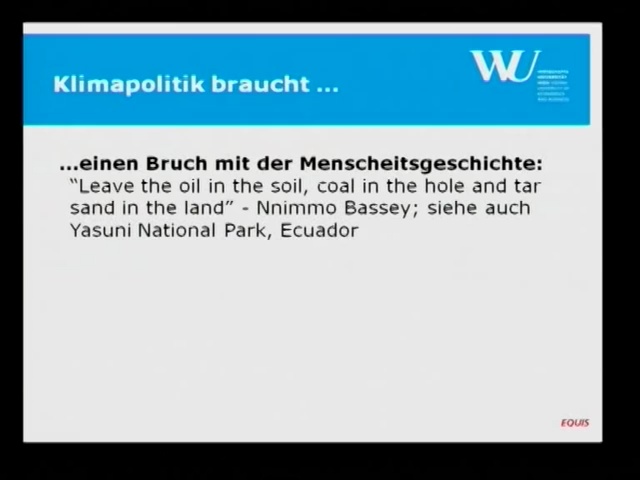 Klimapolitik braucht ...
WU
...einen Bruch mit der Menscheitsgeschichte:
“Leave the oil in the soil, coal in the hole and tar
sand in the land” - Nnimmo Bassey; siehe auch
Yasuni National Park, Ecuador
EQUIS